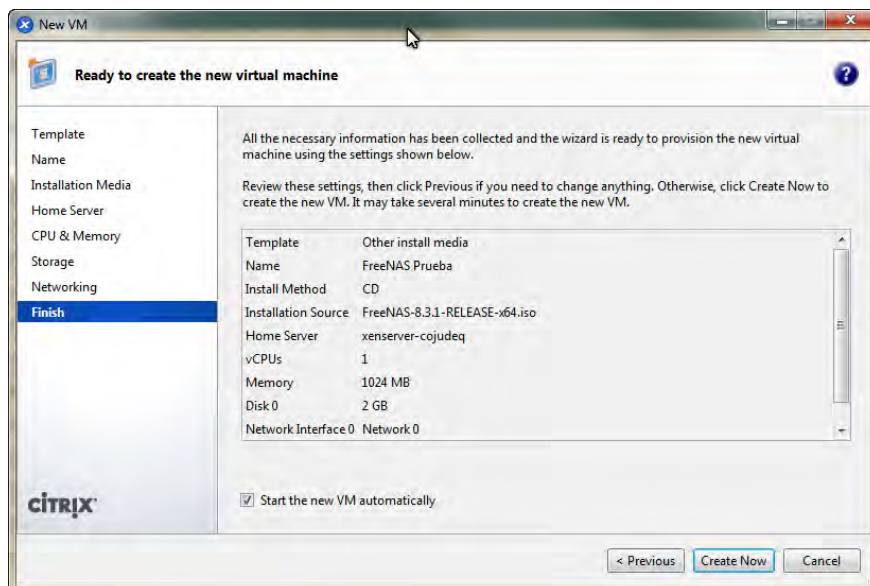 New VM
Ready to create the new virtual machine
?
Template
Name
Installation Media
Home Server
CPU & Memory
Storage
Networking
Finish
CITRIX
All the necessary information has been collected and the wizard is ready to provision the new virtual
machine using the settings shown below.
Review these settings, then click Previous if you need to change anything. Otherwise, click Create Now to
create the new VM. It may take several minutes to create the new VM.
Template Other install media
Name FreeNAS Prueba
Install Method CD
Installation Source FreeNAS-8.3.1-RELEASE-x64.iso
Home Server xenserver-cojudeq
vCPUs 1
Memory 1024 MB
Disk 0 2 GB
Network Interface 0 Network 0
Start the new VM automatically
< Previous Create Now Cancel